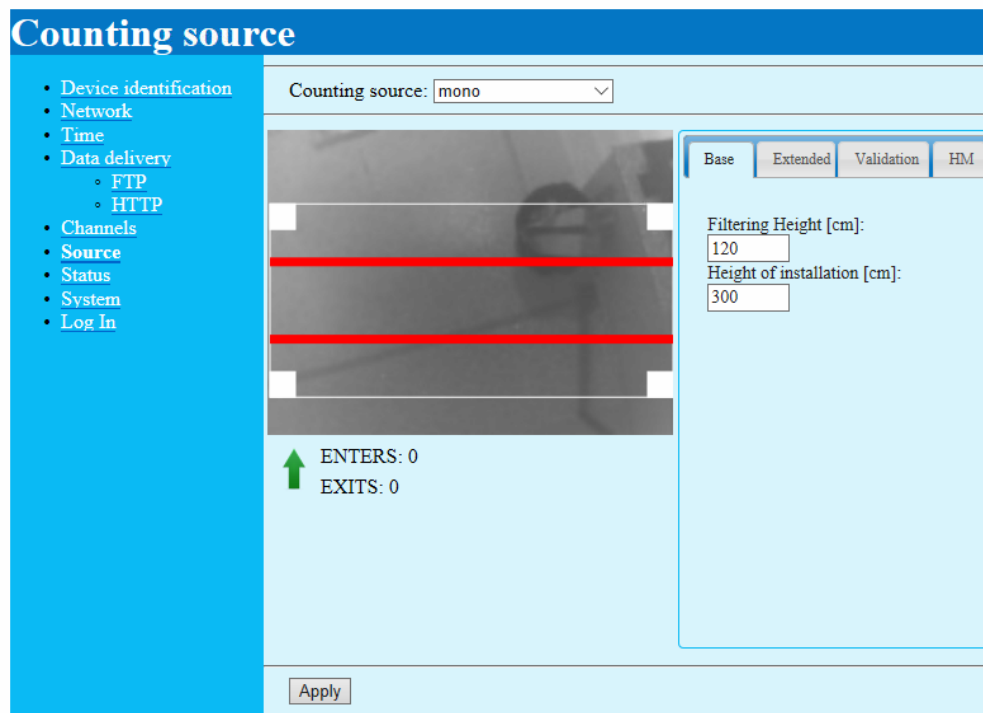 Counting source
Device identification
Network
Time
Data delivery
FTP
HTTP
Channels
Source
Status
System
Log In
Counting source: mono
Base Extended Validation HM
Filtering Height [cm]:
120
Height of installation [cm]:
300
ENTERS: 0
EXITS: 0
Apply